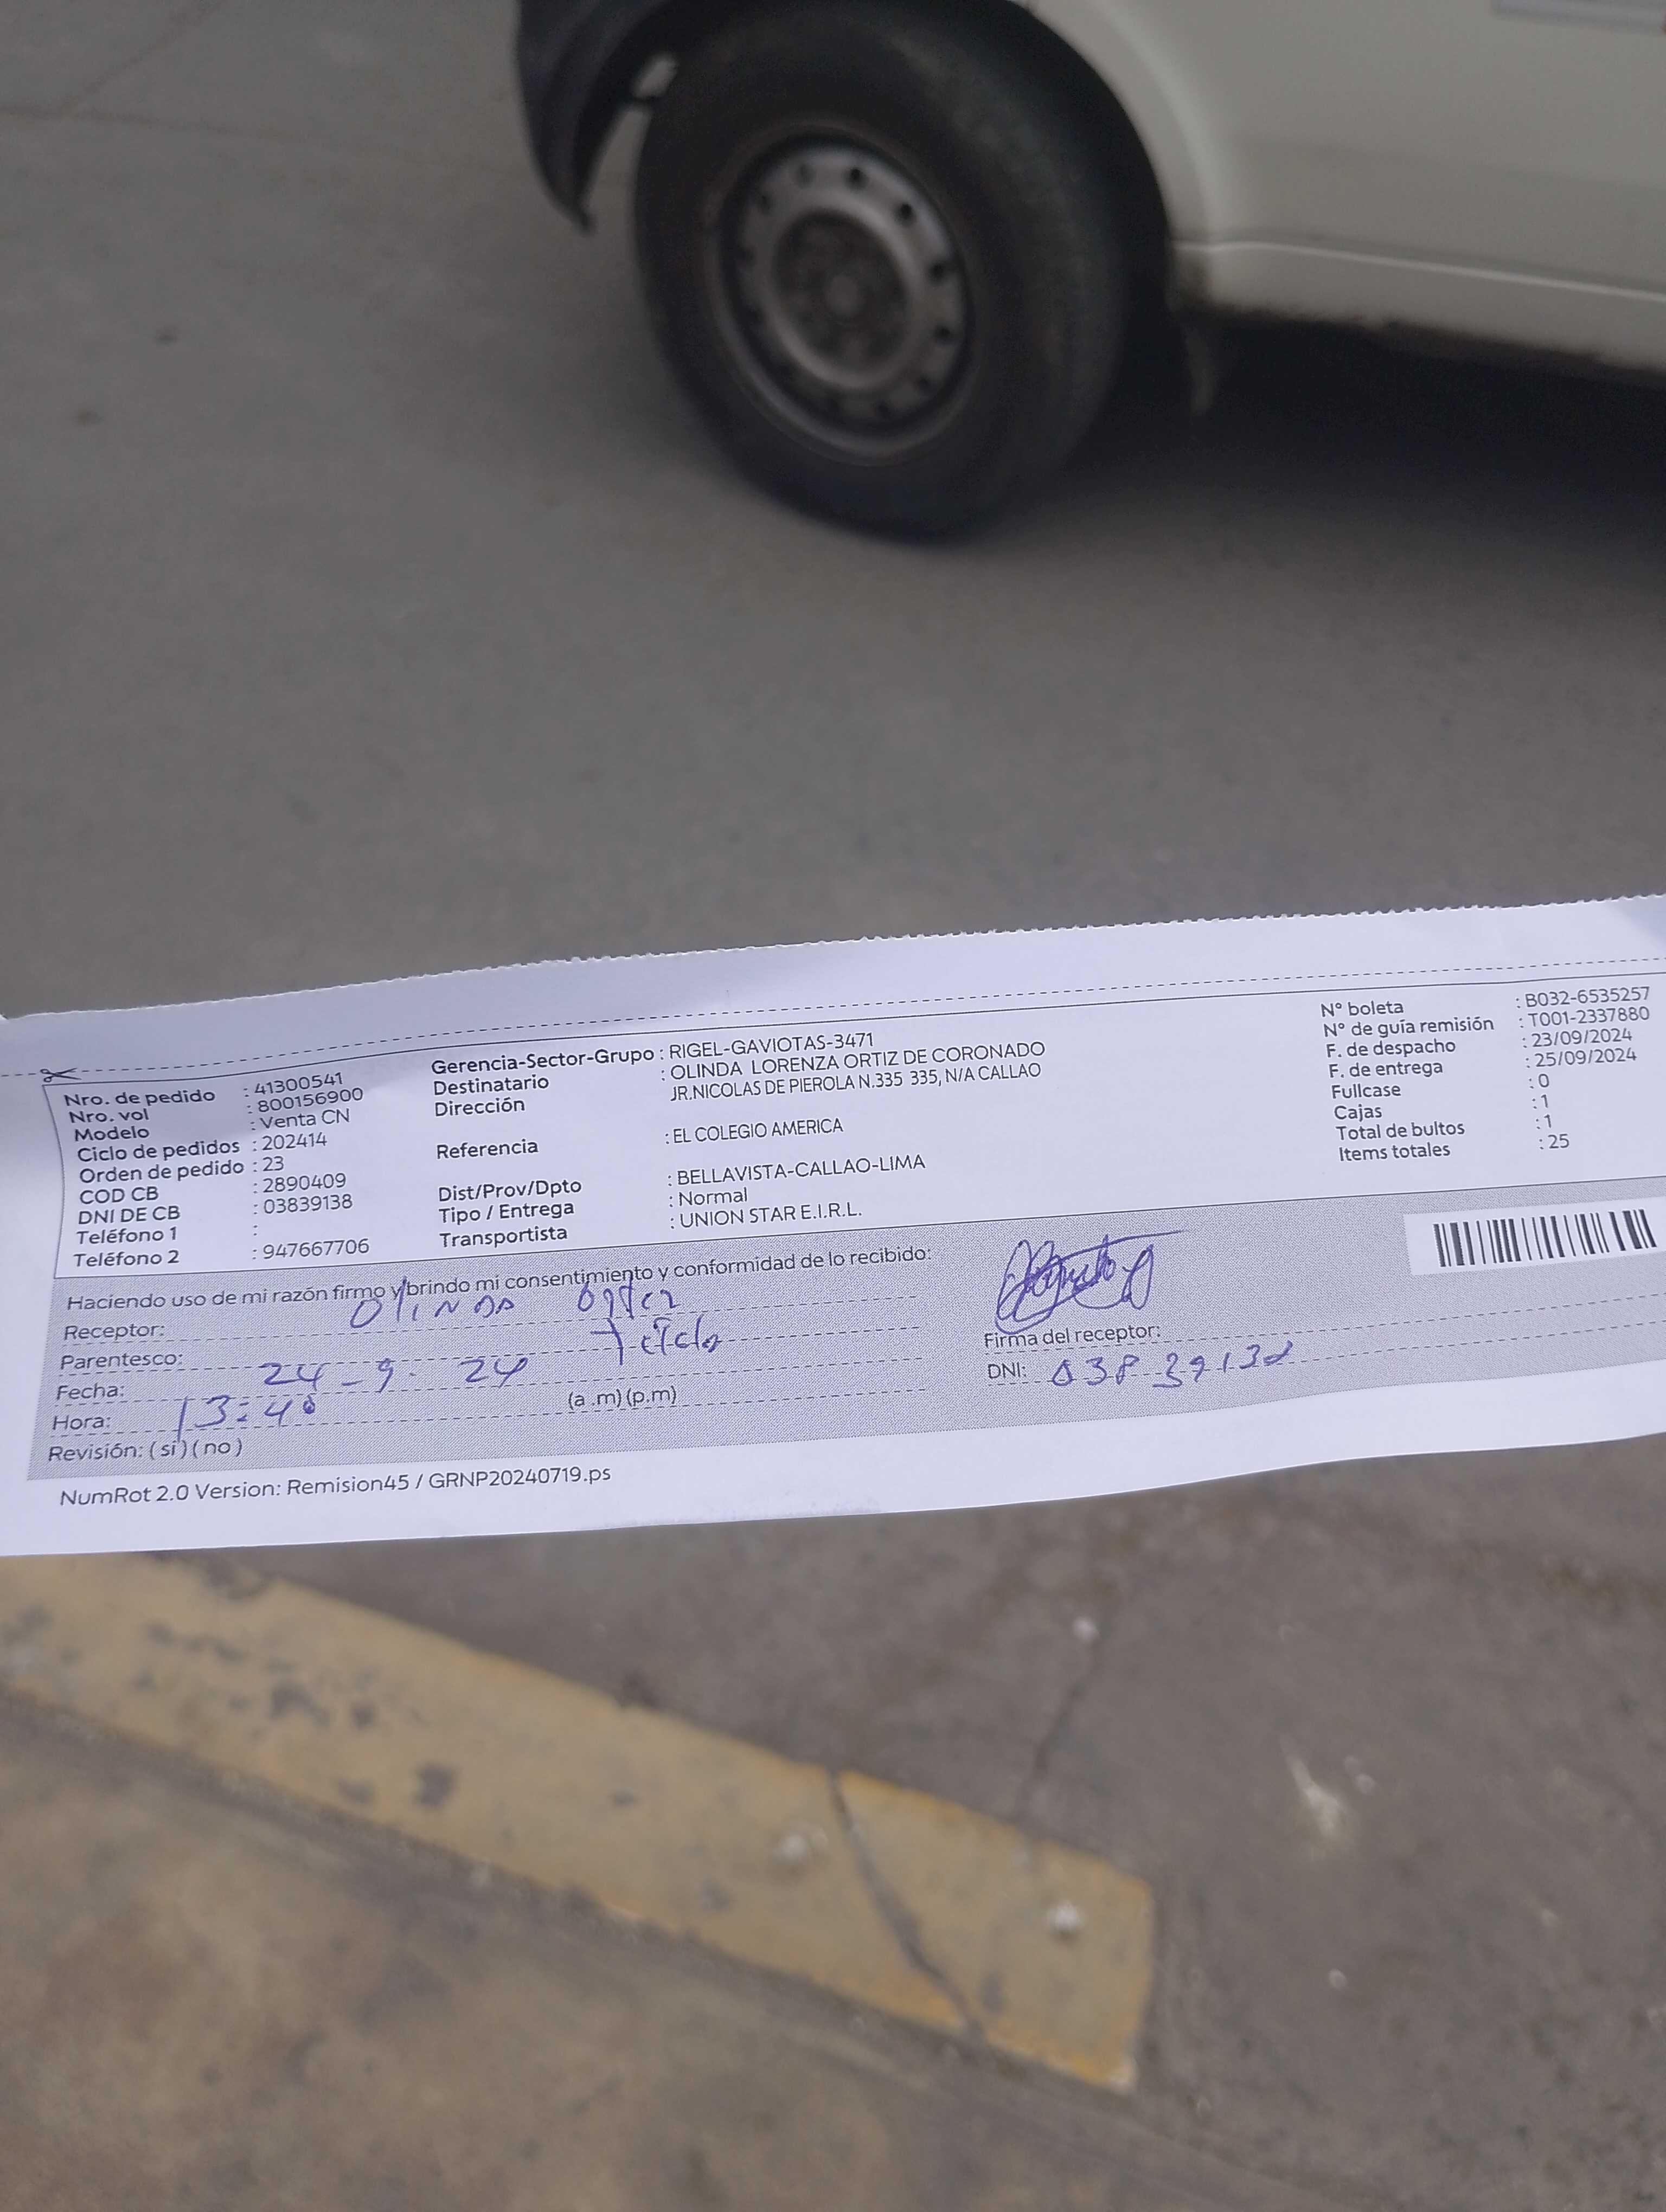 Nro. de pedido : 41300541
Nro. vol : 800156900
Modelo : Venta CN
Ciclo de pedidos : 202414
Orden de pedido : 23
COD CB : 2890409
DNI DE CB : 03839138
Teléfono 1 :
Teléfono 2 : 947667706
Gerencia-Sector-Grupo : RIGEL-GAVIOTAS-3471
Destinatario : OLINDA LORENZA ORTIZ DE CORONADO
Dirección JR.NICOLAS DE PIEROLA N.335 335, N/A CALLAO
Referencia : EL COLEGIO AMERICA
Dist/Prov/Dpto : BELLAVISTA-CALLAO-LIMA
Tipo / Entrega : Normal
Transportista : UNION STAR E.I.R.L.
N° boleta : B032-6535257
N° de guía remisión : T001-2337880
F. de despacho : 23/09/2024
F. de entrega : 25/09/2024
Fullcase : 0
Cajas : 1
Total de bultos : 1
Items totales : 25
Haciendo uso de mi razón firmo y brindo mi consentimiento y conformidad de lo recibido:
Receptor: Olinda Ortiz
Parentesco:
Fecha: 24-9-24
Hora: 13:40 (a .m) (p.m)
Revisión: ( si ) ( no )
Firma del receptor:
DNI: 03839138
NumRot 2.0 Version: Remision45 / GRNP20240719.ps